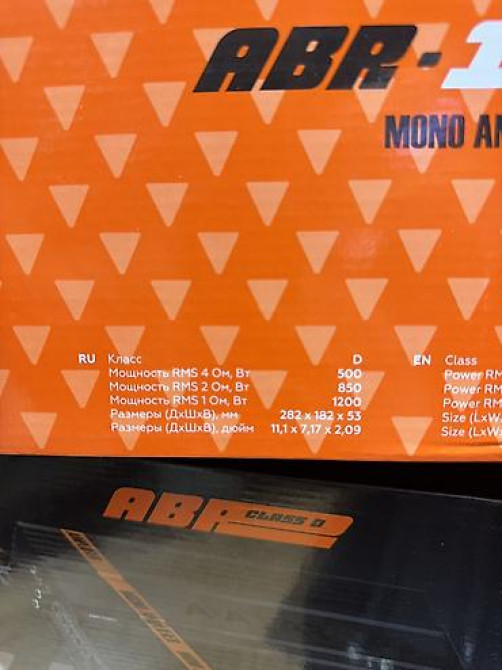 ABR-1
MONO AM
RU Класс D
Мощность RMS 4 Ом, Вт 500
Мощность RMS 2 Ом, Вт 850
Мощность RMS 1 Ом, Вт 1200
Размеры (ДхШхВ), мм 282 x 182 x 53
Размеры (ДхШхВ), дюйм 11,1 x 7,17 x 2,09
EN Class
Power RM
Power RM
Power RM
Size (LxW
Size (LxW
ABR CLASS D